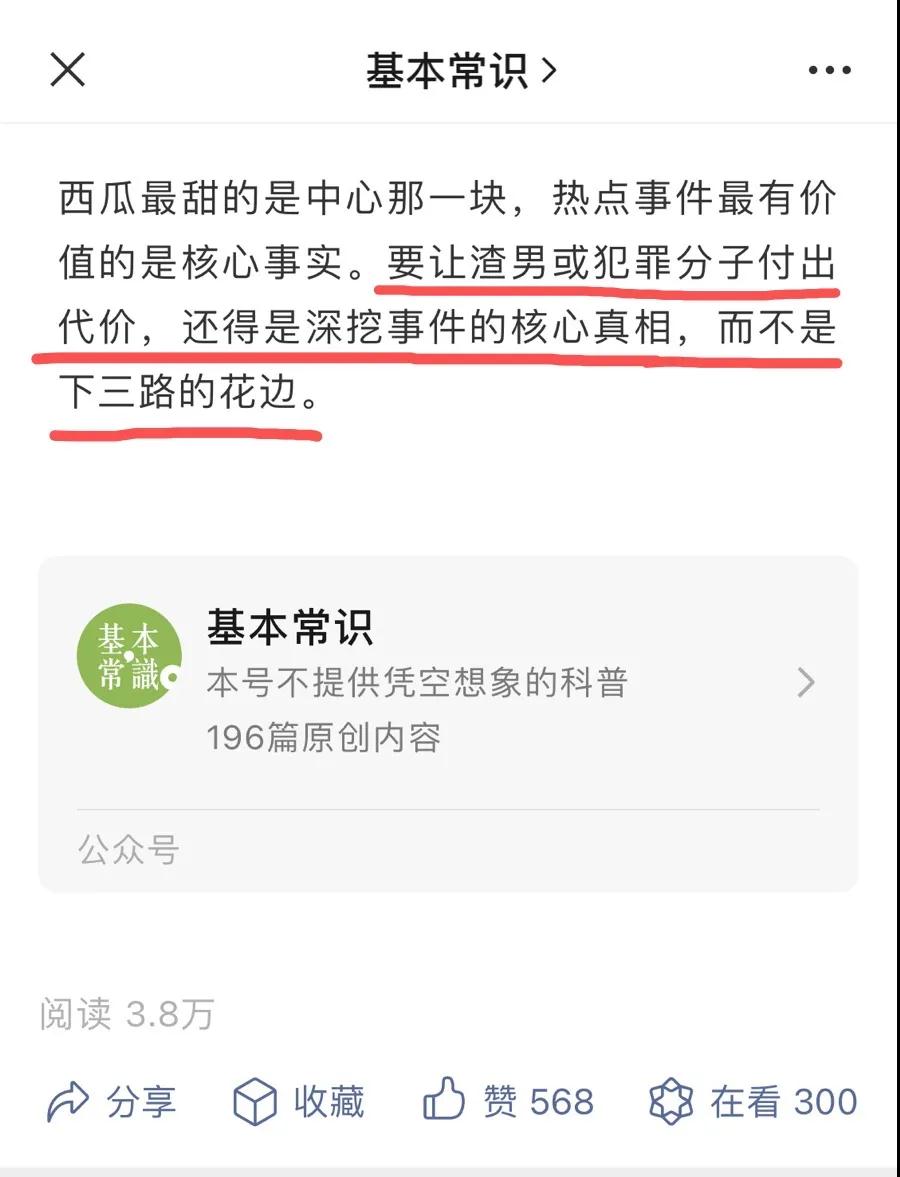 基本常识
西瓜最甜的是中心那一块，热点事件最有价
值的是核心事实。要让渣男或犯罪分子付出
代价，还得是深挖事件的核心真相，而不是
下三路的花边。
基本
常識
基本常识
本号不提供凭空想象的科普
196篇原创内容
公众号
阅读 3.8万
分享 收藏 赞 568 在看 300